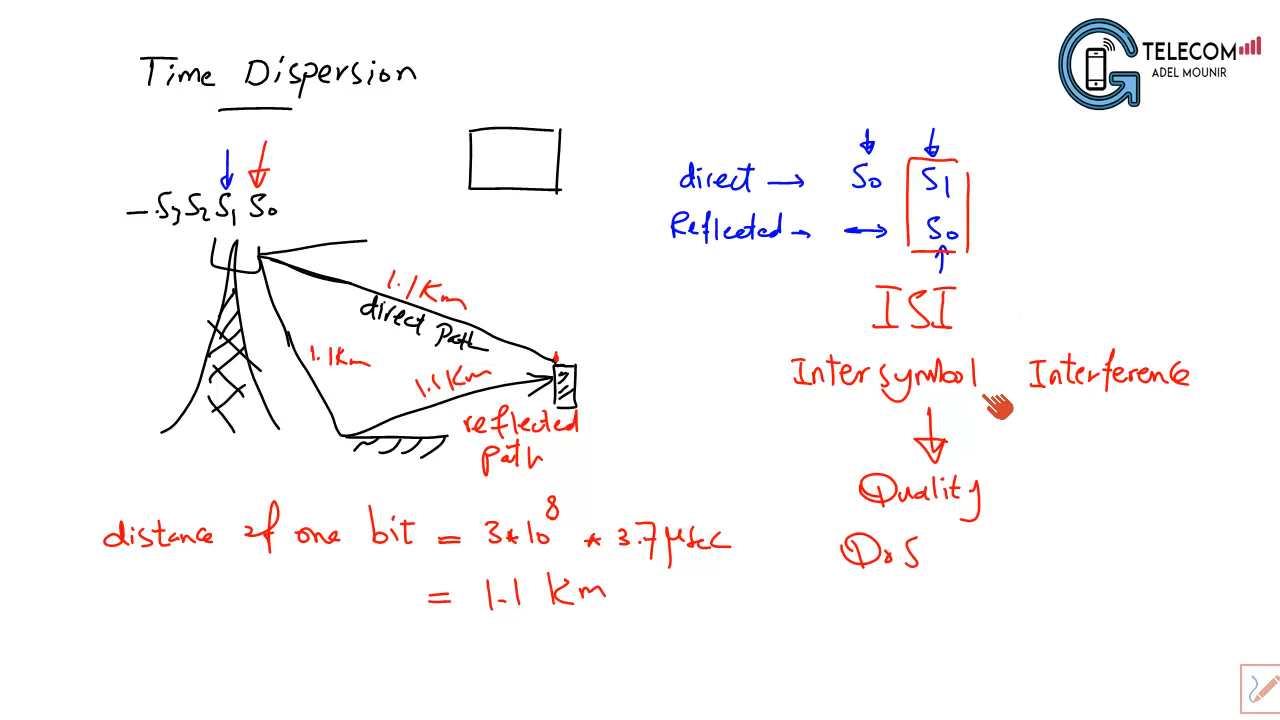 TELECOM
ADEL MOUNIR
Time Dispersion
S3 S2 S1 S0
1.1 Km
direct path
1.1 Km
1.1 Km
reflected
path
distance of one bit = 3*10^8 * 3.7 μsec
= 1.1 Km
direct → S0 S1
Reflected → ↔ S0
ISI
Intersymbol Interference
Quality
QoS